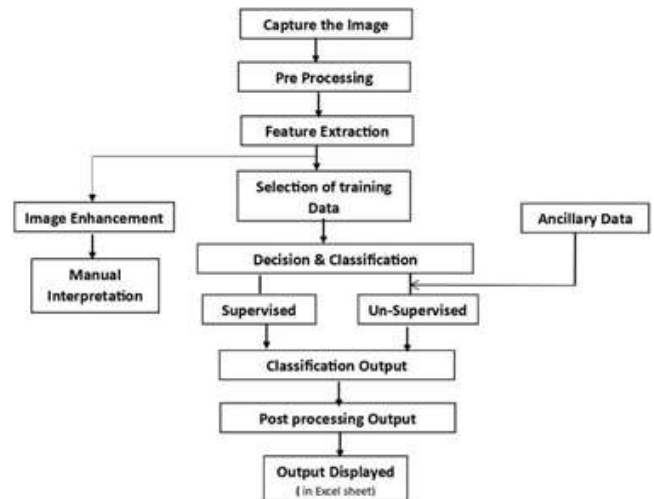 Capture the Image
Pre Processing
Feature Extraction
Selection of training
Data
Image Enhancement
Ancillary Data
Manual
Interpretation
Decision & Classification
Supervised
Un-Supervised
Classification Output
Post processing Output
Output Displayed
( in Excel sheet)